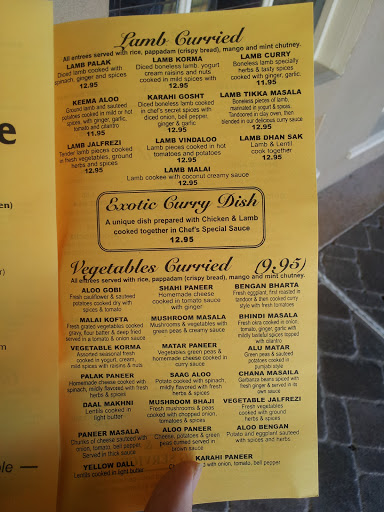 Lamb Curried
All entrees served with rice, pappadam (crispy bread), mango and mint chutney.
LAMB PALAK
Diced lamb cooked with
spinach, ginger and spices
12.95
LAMB KORMA
Diced boneless lamb, yogurt
cream raisins and nuts
cooked in mild spices with
12.95
LAMB CURRY
Boneless lamb specially
herbs & tasty spices
cooked with ginger, garlic.
12.95
KEEMA ALOO
Ground lamb and sauteed
potatoes cooked in mild or hot
spices, with ginger, garlic,
tomato and cilantro
11.95
KARAHI GOSHT
Diced boneless lamb cooked
in chef's secret spices with
diced onion, bell pepper,
ginger & garlic
12.95
LAMB TIKKA MASALA
Boneless pieces of lamb,
marinated in yogurt & spices.
Tandoored in clay oven, then
blended in our delicious curry sauce
12.95
LAMB JALFREZI
Tender lamb pieces cooked
in fresh vegetables, ground
herbs and spices
12.95
LAMB VINDALOO
Lamb pieces cooked in hot
tomatoes and potatoes
12.95
LAMB DHAN SAK
Lamb & Lentil
cook together
12.95
LAMB MALAI
Lamb cookee with coconut creamy sauce
12.95
Exotic Curry Dish
A unique dish prepared with Chicken & Lamb
cooked together in Chef's Special Sauce
12.95
Vegetables Curried (9.95)
All entrees served with rice, pappadam (crispy bread), mango and mint chutney.
ALOO GOBI
Fresh cauliflower & sauteed
potatoes cooked dry with
spices & tomato
SHAHI PANEER
Homemade cheese
cooked in tomato sauce
with ginger
BENGAN BHARTA
Fresh eggplant, first roasted in
tandoor & then cooked curry
style with fresh tomatoes
MALAI KOFTA
Fresh grated vegetables cooked
gravy, flour batter & deep fried
served in a tomato & onion sauce
MUSHROOM MASALA
Mushrooms & vegetables with
green peas & creamy sauce
BHINDI MASALA
Fresh okra cooked in onion,
tomato, ginger, garlic with
mildly tasteful spices topped
with cilantro
VEGETABLE KORMA
Assorted seasonal fresh
cooked in yogurt, cream,
mild spices with raisins & nuts
MATAR PANEER
Vegetables green peas &
homemade cheese cooked in
curry sauce
ALU MATAR
Green peas & sauteed
potatoes cooked in
punjabi style
PALAK PANEER
Homemade cheese cooked with
spinach, mildly flavored with fresh
herbs & spices
SAAG ALOO
Potato cooked with spinach,
mildly flavored with fresh
herbs and spices
CHANA MASAILA
Garbanza beans spiced with
fresh ginger & served in its
own sauce
DAAL MAKHNI
Lentils cooked in
light butter
MUSHROOM BHAJI
Fresh mushrooms & peas
cooked with chopped onion,
tomatoes & spices
VEGETABLE JALFREZI
Fresh vegetables
cooked with ground
herbs & spices
PANEER MASALA
Chunks of cheese sauteed with
onion, tomato, bell pepper.
Served in thick sauce
ALOO PANEER
Cheese, potatoes & green
peas curried served in
brown sauce
ALOO BENGAN
Potato and eggplant sauteed
with spices and herbs
YELLOW DALL
Lentils cooked in light butter
KARAHI PANEER
with onion, tomato, bell pepper